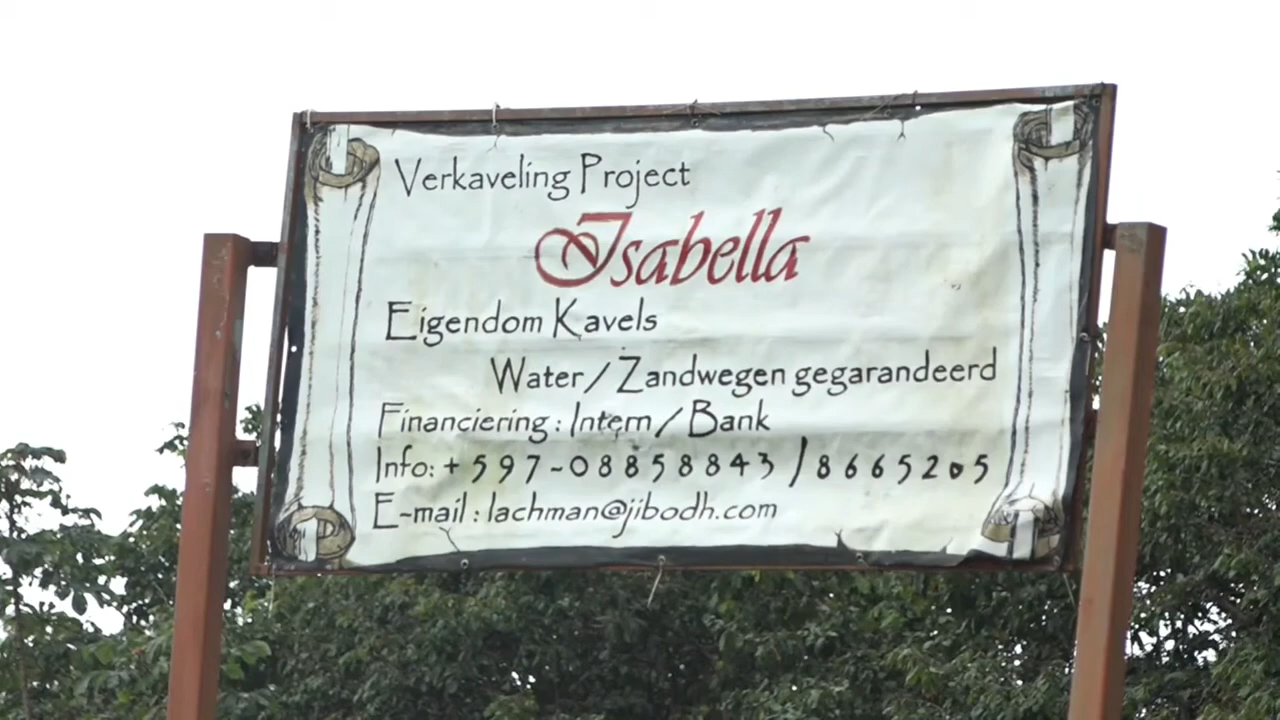 Verkaveling Project
Isabella
Eigendom Kavels
Water / Zandwegen gegarandeerd
Financiering : Intern / Bank
Info: + 597-08858843 / 8665205
E-mail : lachman@jibodh.com